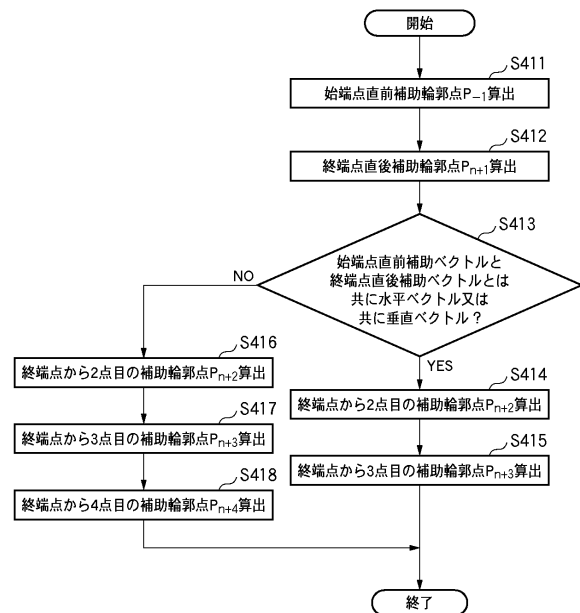 開始
S411
始端点直前補助輪郭点P-1算出
S412
終端点直後補助輪郭点Pn+1算出
S413
始端点直前補助ベクトルと
終端点直後補助ベクトルとは
共に水平ベクトル又は
共に垂直ベクトル?
NO
YES
S416
終端点から2点目の補助輪郭点Pn+2算出
S417
終端点から3点目の補助輪郭点Pn+3算出
S418
終端点から4点目の補助輪郭点Pn+4算出
S414
終端点から2点目の補助輪郭点Pn+2算出
S415
終端点から3点目の補助輪郭点Pn+3算出
終了